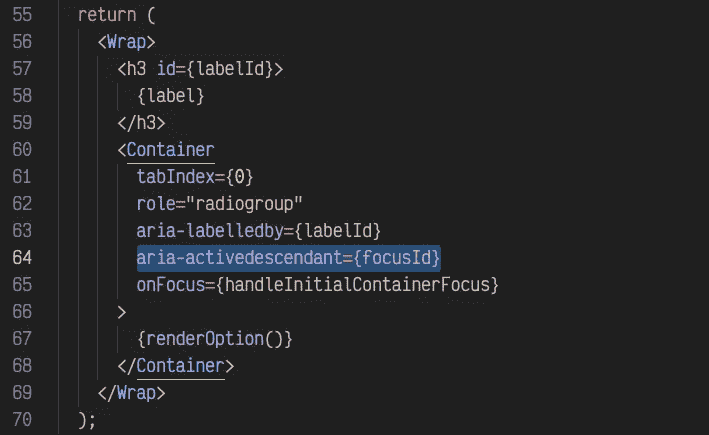 55 return (
56 <Wrap>
57 <h3 id={labelId}>
58 {label}
59 </h3>
60 <Container
61 tabIndex={0}
62 role="radiogroup"
63 aria-labelledby={labelId}
64 aria-activedescendant={focusId}
65 onFocus={handleInitialContainerFocus}
66 >
67 {renderOption()}
68 </Container>
69 </Wrap>
70 );